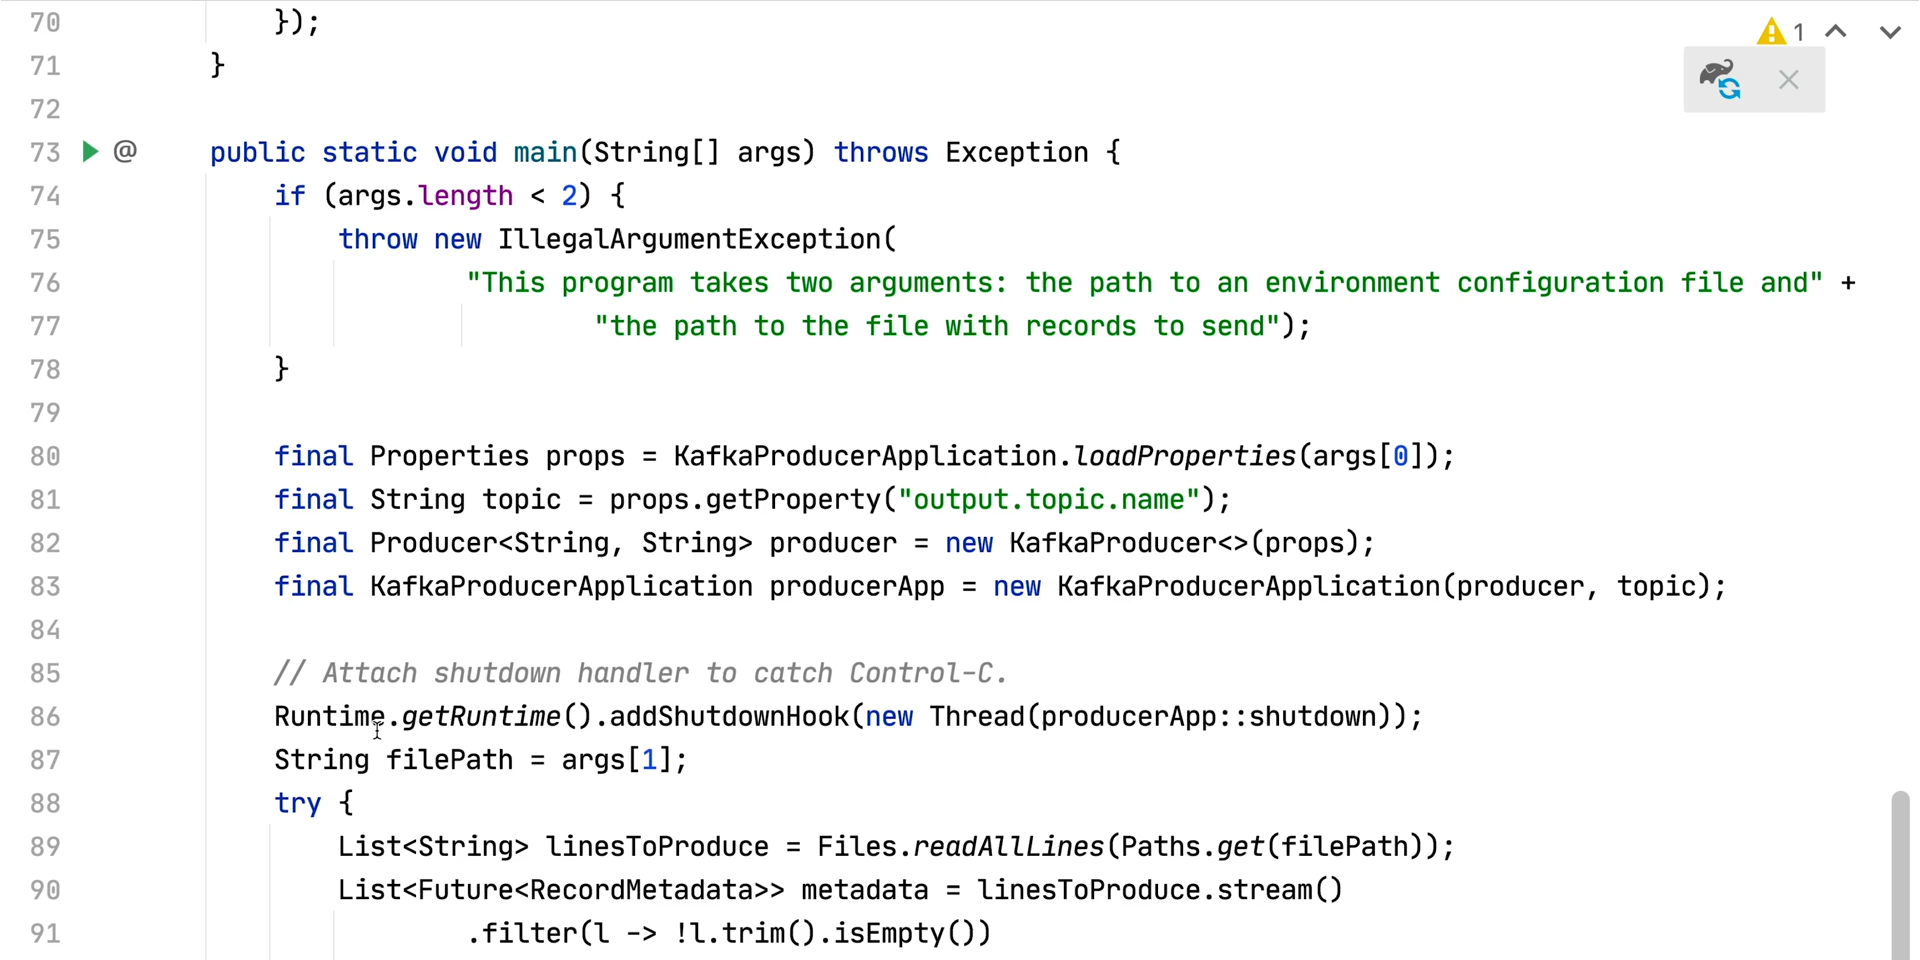 70 });
1
71 }
72
73 @ public static void main(String[] args) throws Exception {
74 if (args.length < 2) {
75 throw new IllegalArgumentException(
76 "This program takes two arguments: the path to an environment configuration file and" +
77 "the path to the file with records to send");
78 }
79
80 final Properties props = KafkaProducerApplication.loadProperties(args[0]);
81 final String topic = props.getProperty("output.topic.name");
82 final Producer<String, String> producer = new KafkaProducer<>(props);
83 final KafkaProducerApplication producerApp = new KafkaProducerApplication(producer, topic);
84
85 // Attach shutdown handler to catch Control-C.
86 Runtime.getRuntime().addShutdownHook(new Thread(producerApp::shutdown));
87 String filePath = args[1];
88 try {
89 List<String> linesToProduce = Files.readAllLines(Paths.get(filePath));
90 List<Future<RecordMetadata>> metadata = linesToProduce.stream()
91 .filter(l -> !l.trim().isEmpty())